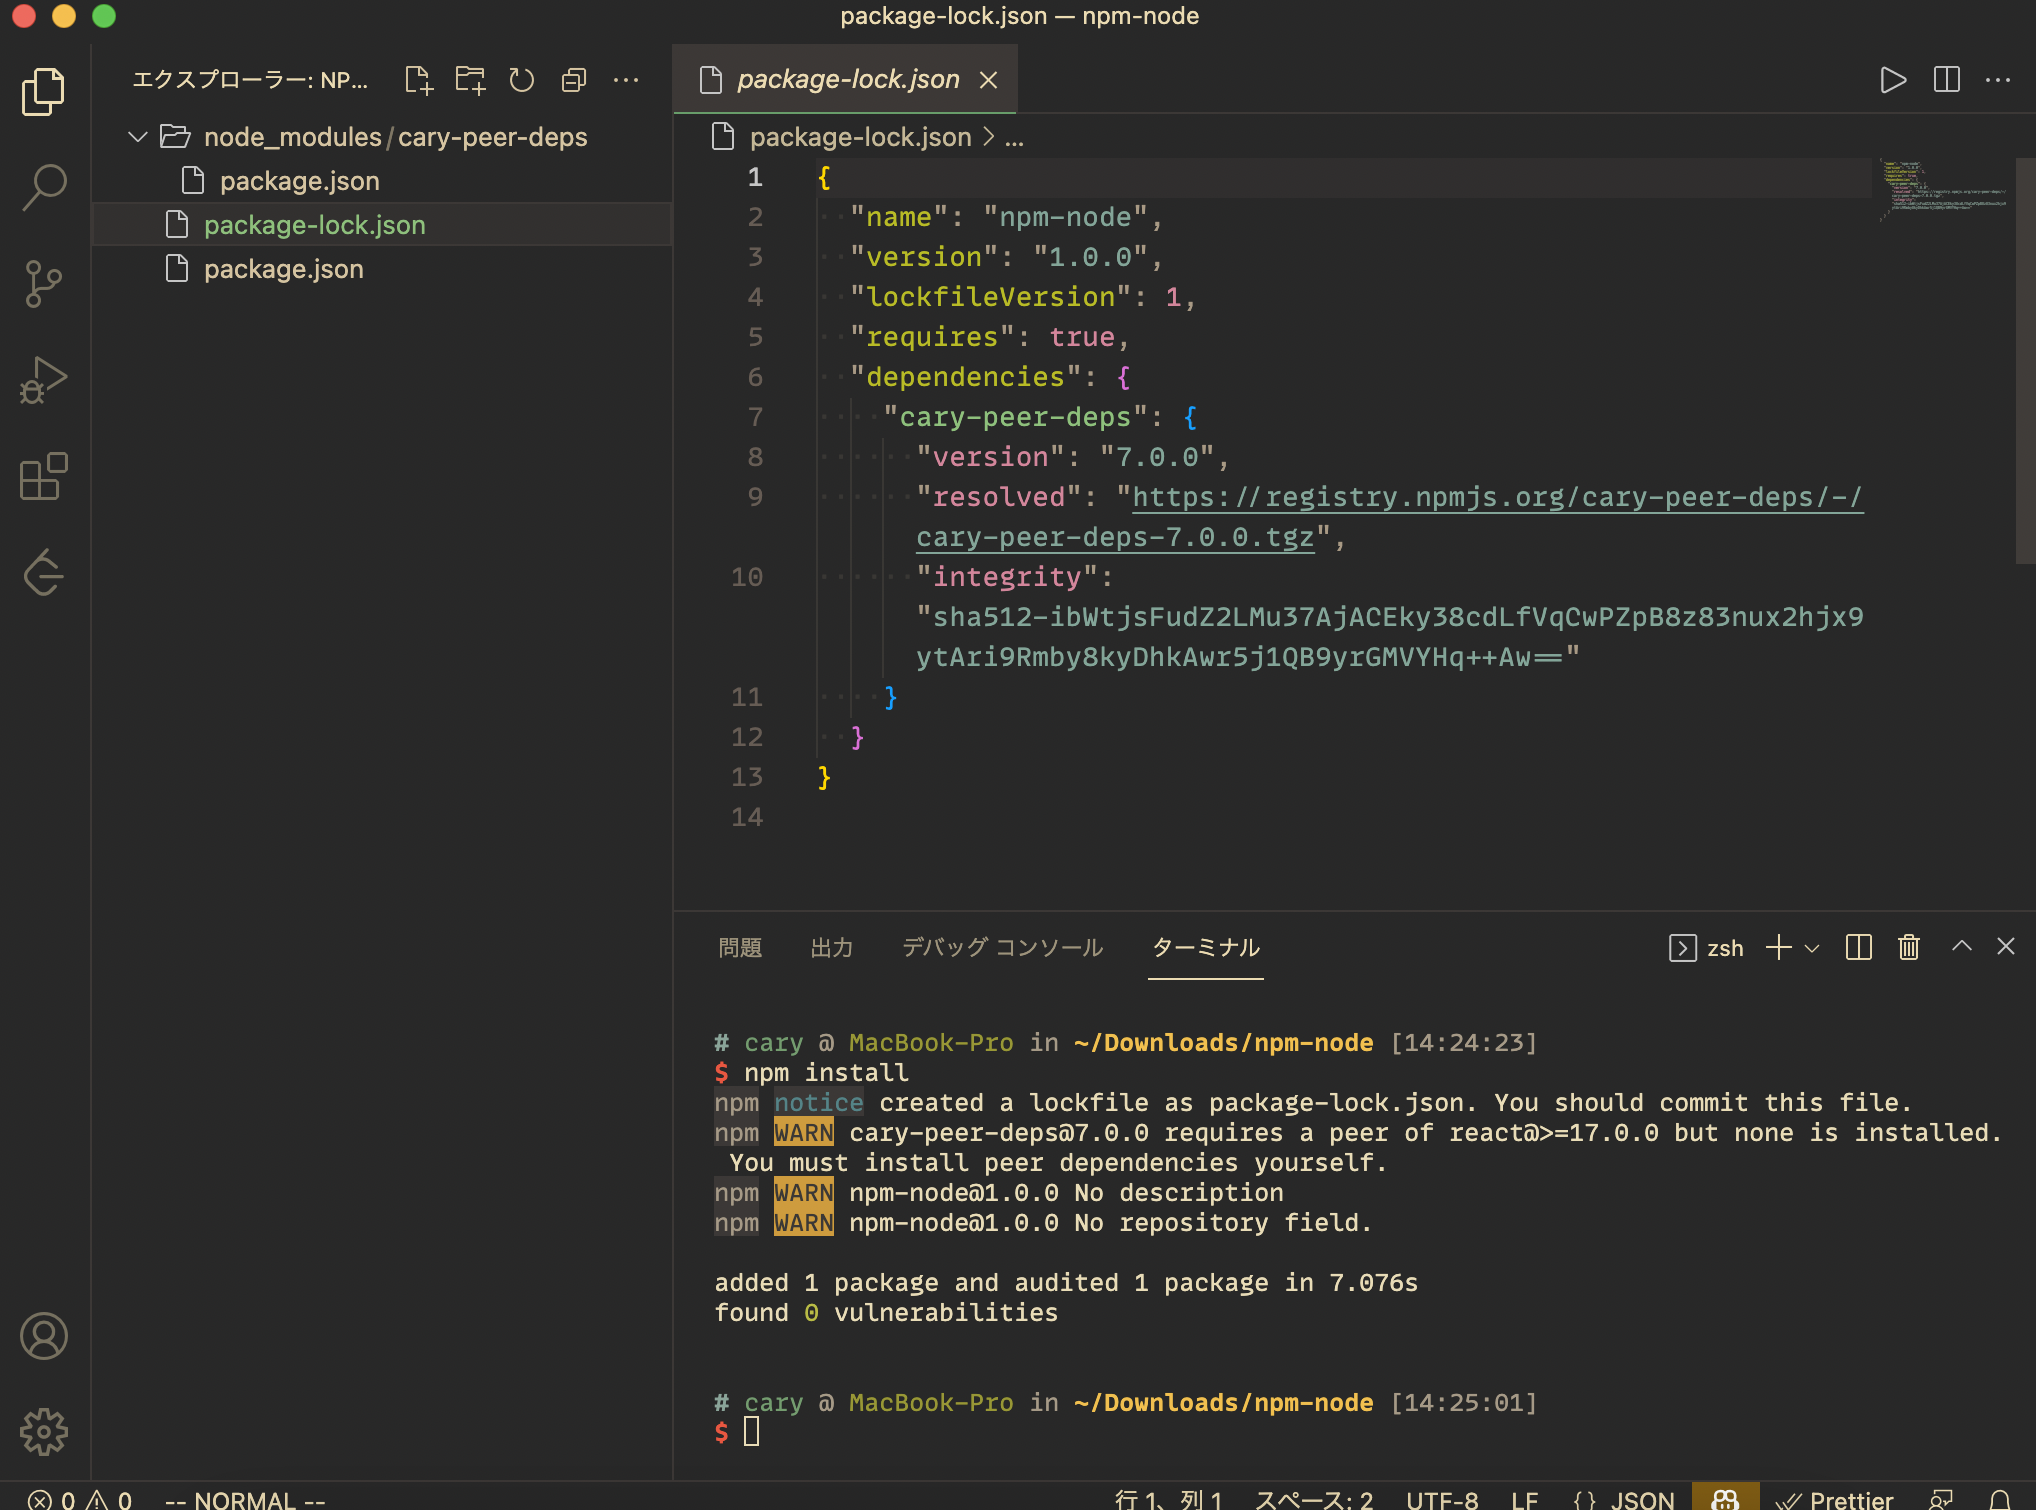 package-lock.json — npm-node
エクスプローラー: NP...
node_modules/cary-peer-deps
package.json
package-lock.json
package.json
package-lock.json
package-lock.json > ...
1 {
2 "name": "npm-node",
3 "version": "1.0.0",
4 "lockfileVersion": 1,
5 "requires": true,
6 "dependencies": {
7 "cary-peer-deps": {
8 "version": "7.0.0",
9 "resolved": "https://registry.npmjs.org/cary-peer-deps/-/
cary-peer-deps-7.0.0.tgz",
10 "integrity":
"sha512-ibWtjsFudZ2LMu37AjACEky38cdLfVqCwPZpB8z83nux2hjx9
ytAri9Rmby8kyDhkAwr5j1QB9yrGMVYHq++Aw=="
11 }
12 }
13 }
14
問題 出力 デバッグ コンソール ターミナル zsh
# cary @ MacBook-Pro in ~/Downloads/npm-node [14:24:23]
$ npm install
npm notice created a lockfile as package-lock.json. You should commit this file.
npm WARN cary-peer-deps@7.0.0 requires a peer of react@>=17.0.0 but none is installed.
You must install peer dependencies yourself.
npm WARN npm-node@1.0.0 No description
npm WARN npm-node@1.0.0 No repository field.
added 1 package and audited 1 package in 7.076s
found 0 vulnerabilities
# cary @ MacBook-Pro in ~/Downloads/npm-node [14:25:01]
$
0 0 -- NORMAL -- 行 1、列 1 スペース: 2 UTF-8 LF {} JSON Prettier